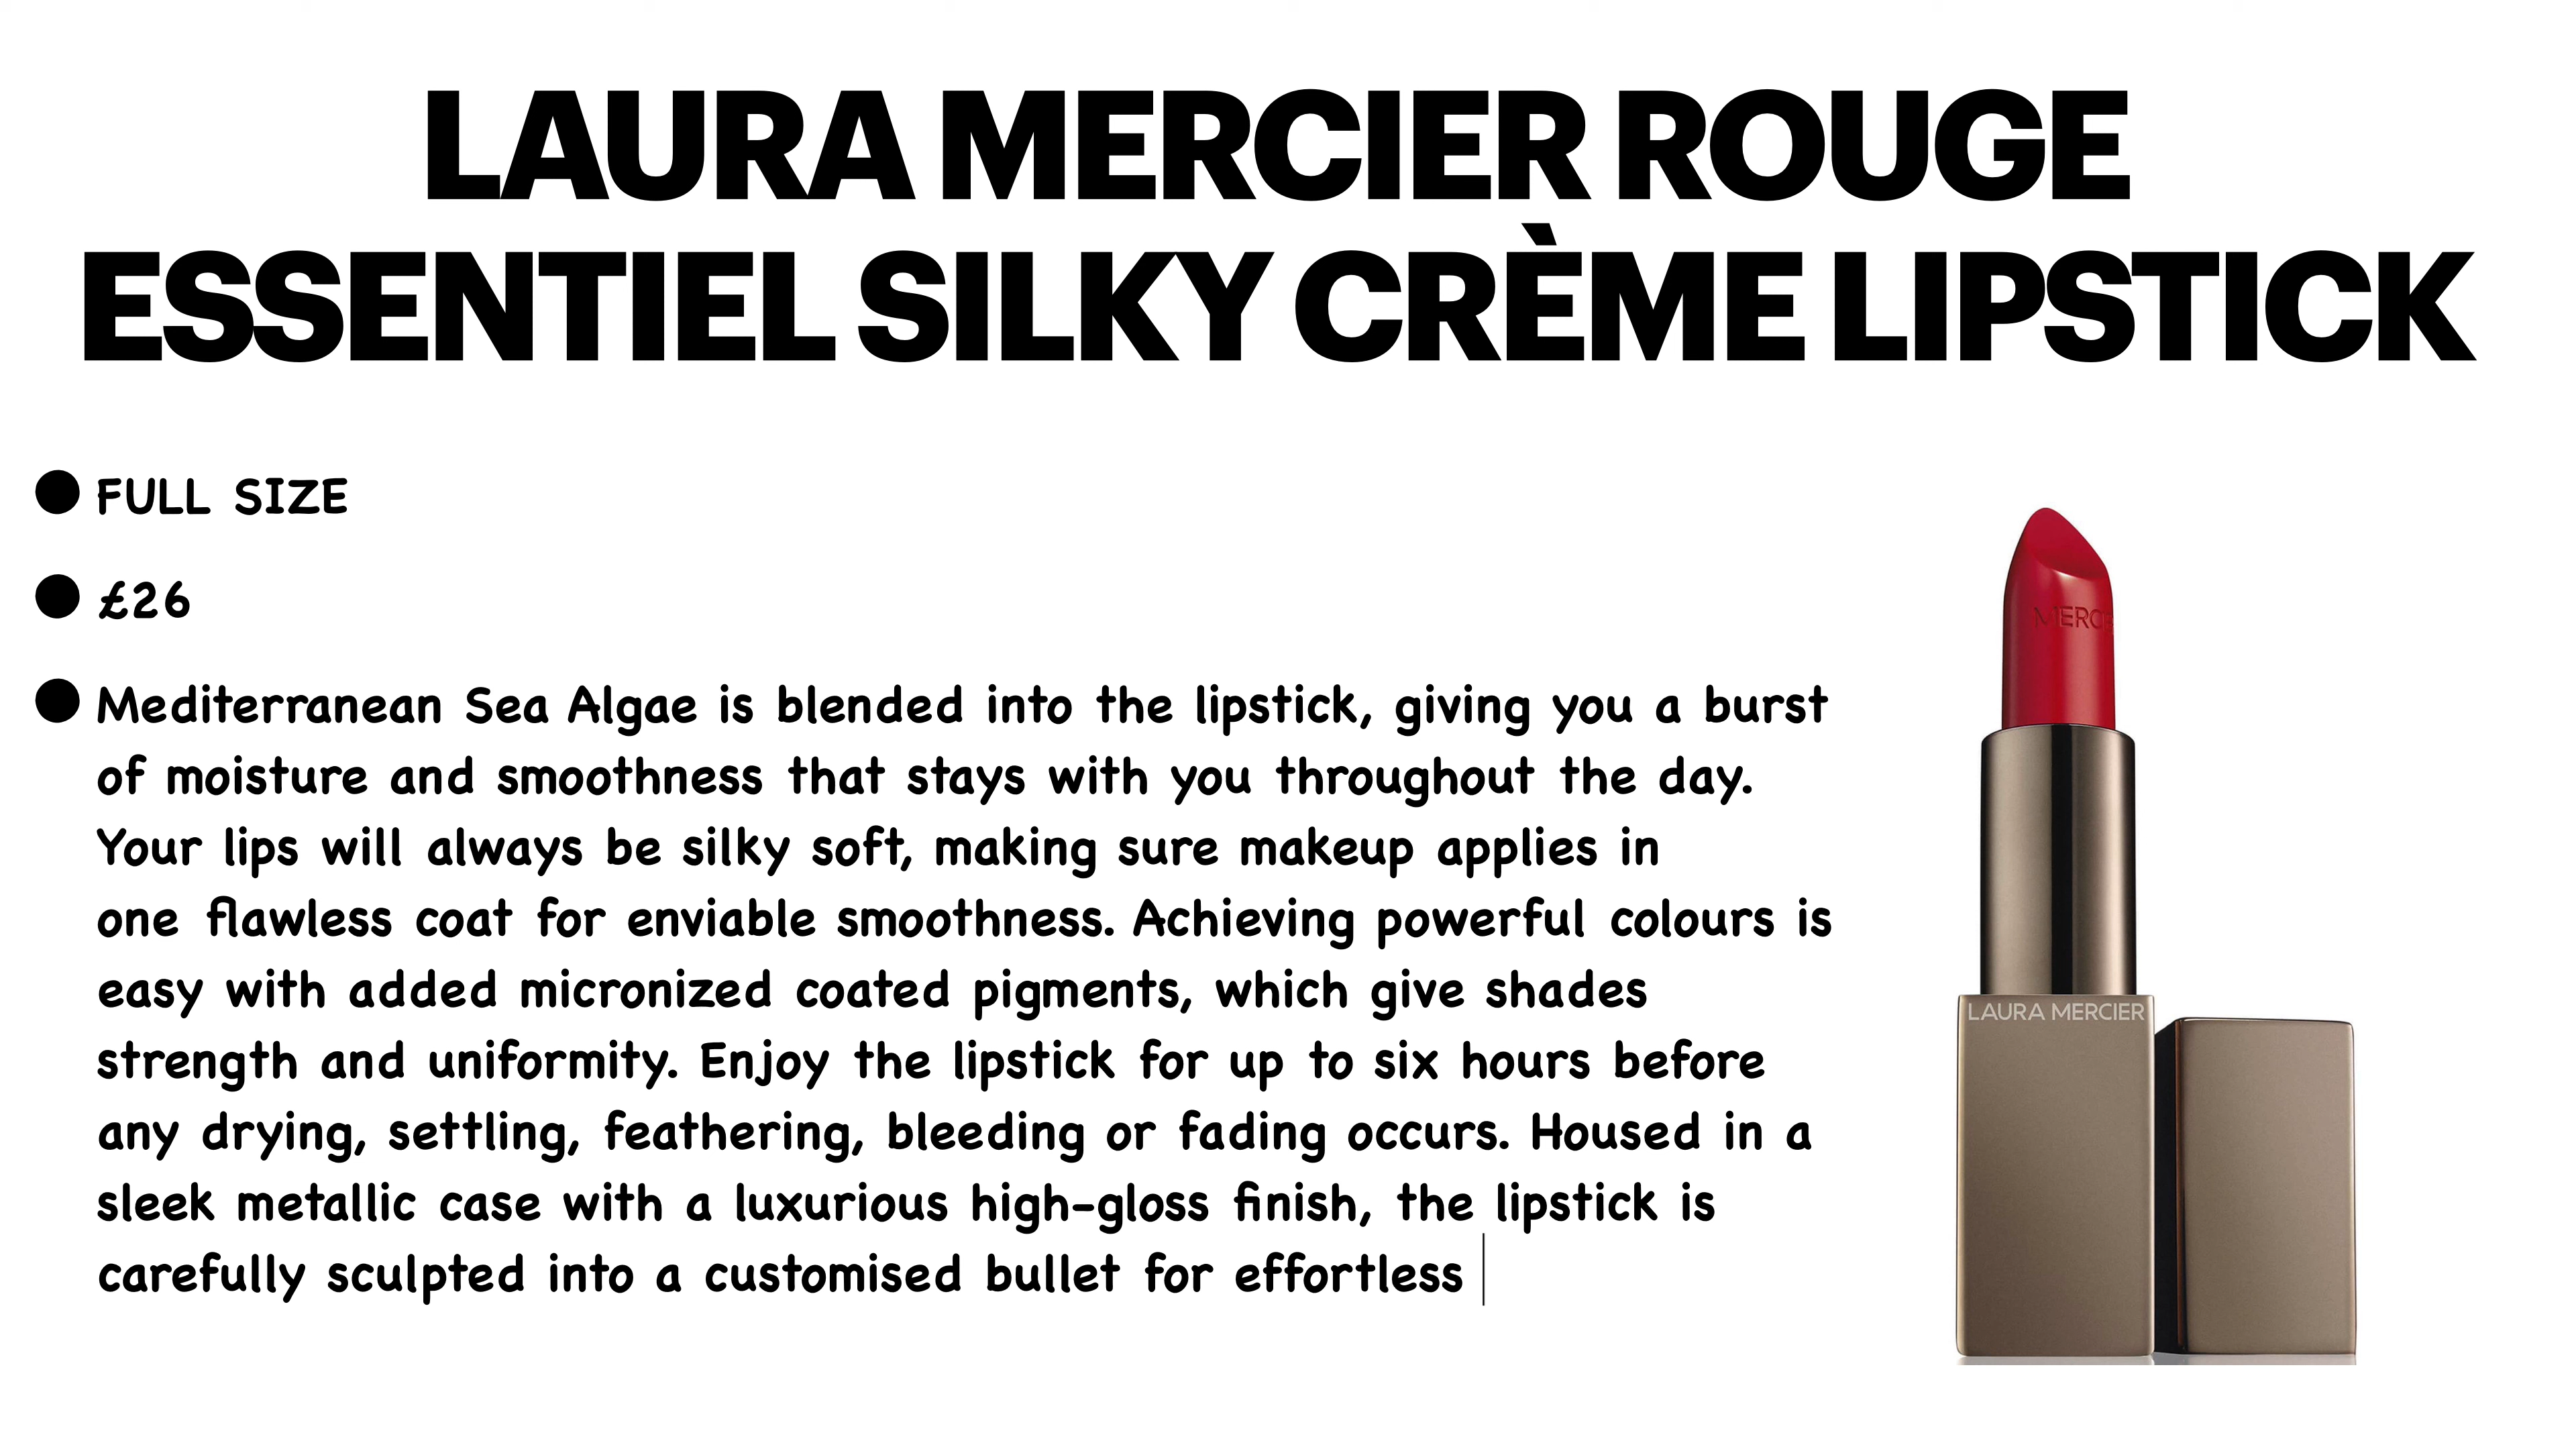 LAURA MERCIER ROUGE
ESSENTIEL SILKY CRÈME LIPSTICK
● FULL SIZE
● £26
● Mediterranean Sea Algae is blended into the lipstick, giving you a burst
of moisture and smoothness that stays with you throughout the day.
Your lips will always be silky soft, making sure makeup applies in
one flawless coat for enviable smoothness. Achieving powerful colours is
easy with added micronized coated pigments, which give shades
strength and uniformity. Enjoy the lipstick for up to six hours before
any drying, settling, feathering, bleeding or fading occurs. Housed in a
sleek metallic case with a luxurious high-gloss finish, the lipstick is
carefully sculpted into a customised bullet for effortless
MERCI
LAURA MERCIER